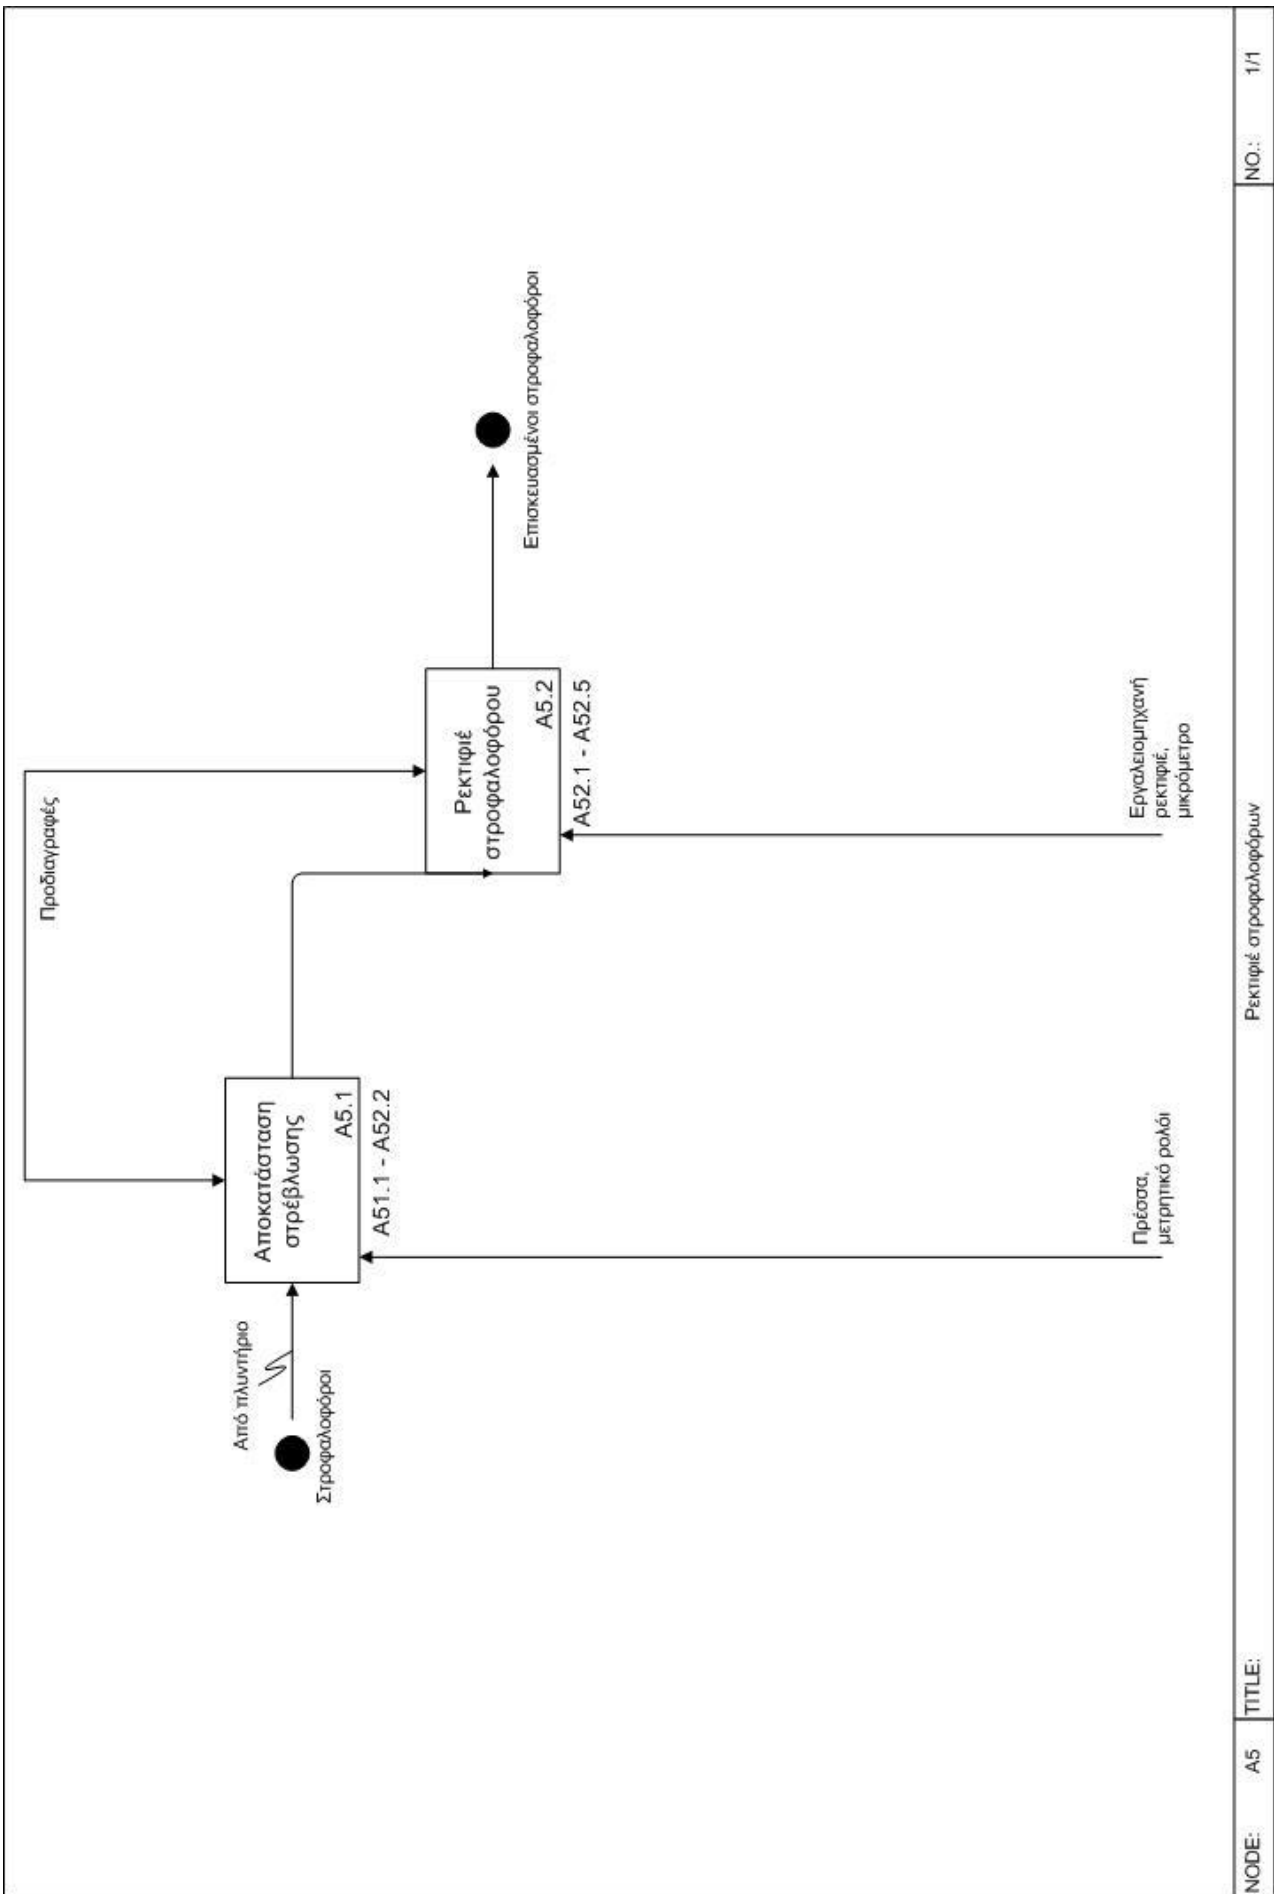 Προδιαγραφές
Από πλυντήριο
Στροφαλοφόροι
Αποκατάσταση
στρέβλωσης
A5.1
A51.1 - A52.2
Ρεκτιφιέ
στροφαλοφόρου
A5.2
A52.1 - A52.5
Επισκευασμένοι στροφαλοφόροι
Πρέσσα,
μετρητικό ρολόι
Εργαλειομηχανή
ρεκτιφιέ,
μικρόμετρο
NODE: A5 TITLE: Ρεκτιφιέ στροφαλοφόρων NO.: 1/1